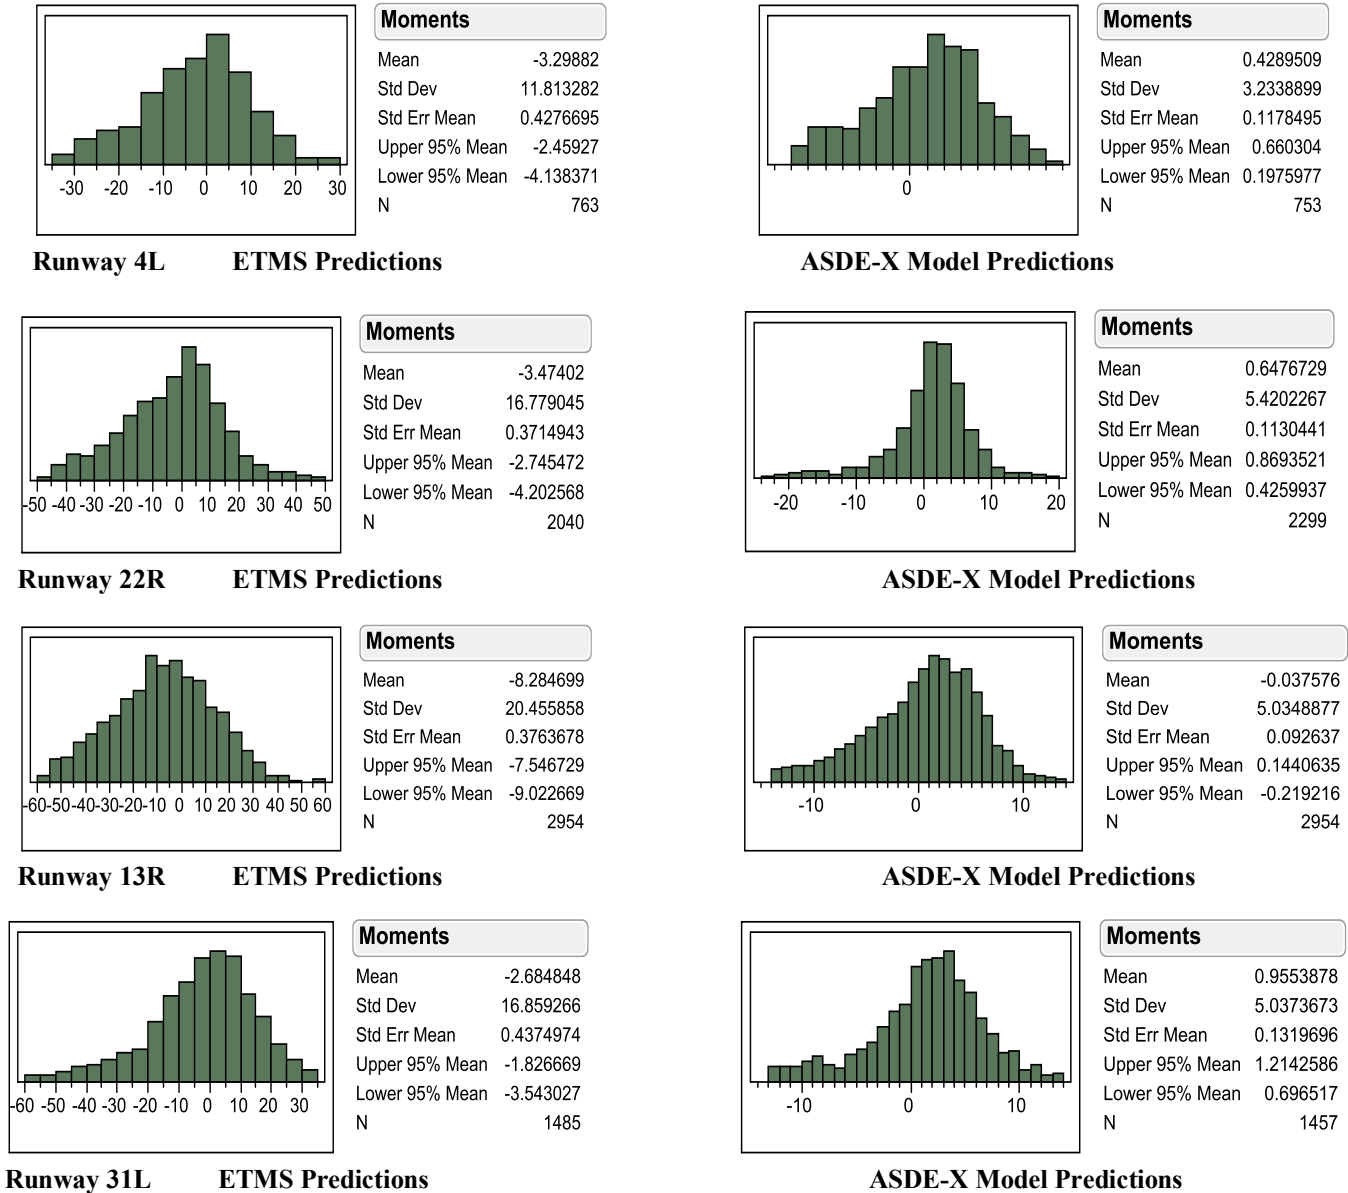 Moments
Mean -3.29882
Std Dev 11.813282
Std Err Mean 0.4276695
Upper 95% Mean -2.45927
Lower 95% Mean -4.138371
N 763
-30 -20 -10 0 10 20 30
Moments
Mean 0.4289509
Std Dev 3.2338899
Std Err Mean 0.1178495
Upper 95% Mean 0.660304
Lower 95% Mean 0.1975977
N 753
0
Runway 4L ETMS Predictions
ASDE-X Model Predictions
Moments
Mean -3.47402
Std Dev 16.779045
Std Err Mean 0.3714943
Upper 95% Mean -2.745472
Lower 95% Mean -4.202568
N 2040
-50 -40 -30 -20 -10 0 10 20 30 40 50
Moments
Mean 0.6476729
Std Dev 5.4202267
Std Err Mean 0.1130441
Upper 95% Mean 0.8693521
Lower 95% Mean 0.4259937
N 2299
-20 -10 0 10 20
Runway 22R ETMS Predictions
ASDE-X Model Predictions
Moments
Mean -8.284699
Std Dev 20.455858
Std Err Mean 0.3763678
Upper 95% Mean -7.546729
Lower 95% Mean -9.022669
N 2954
-60-50-40-30-20-10 0 10 20 30 40 50 60
Moments
Mean -0.037576
Std Dev 5.0348877
Std Err Mean 0.092637
Upper 95% Mean 0.1440635
Lower 95% Mean -0.219216
N 2954
-10 0 10
Runway 13R ETMS Predictions
ASDE-X Model Predictions
Moments
Mean -2.684848
Std Dev 16.859266
Std Err Mean 0.4374974
Upper 95% Mean -1.826669
Lower 95% Mean -3.543027
N 1485
-60 -50 -40 -30 -20 -10 0 10 20 30
Moments
Mean 0.9553878
Std Dev 5.0373673
Std Err Mean 0.1319696
Upper 95% Mean 1.2142586
Lower 95% Mean 0.696517
N 1457
-10 0 10
Runway 31L ETMS Predictions
ASDE-X Model Predictions